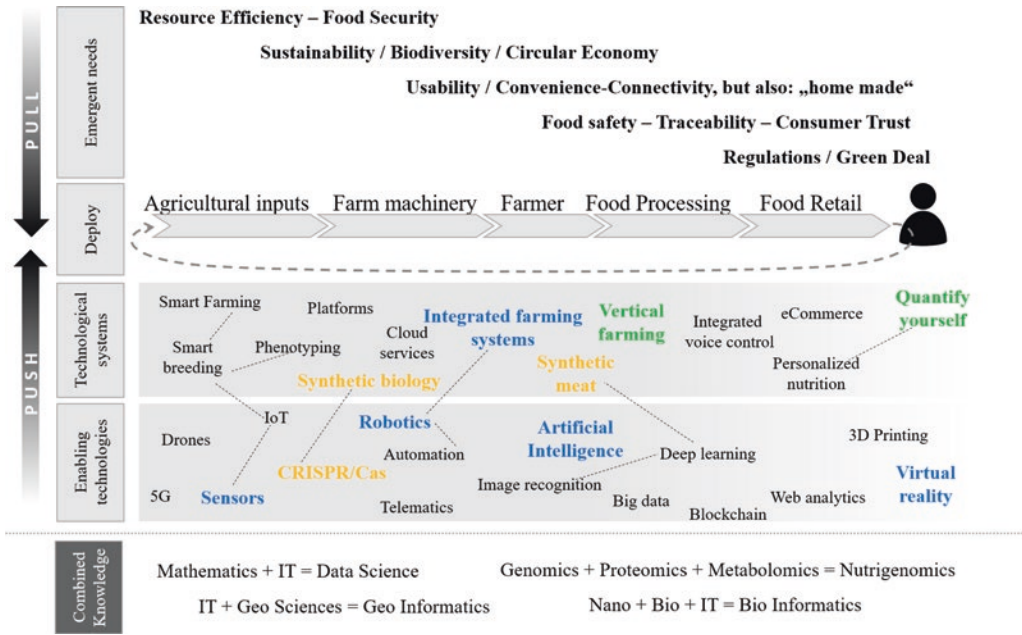 Resource Efficiency – Food Security
Sustainability / Biodiversity / Circular Economy
Usability / Convenience-Connectivity, but also: „home made“
Food safety – Traceability – Consumer Trust
Regulations / Green Deal
PULL
Emergent needs
Deploy
Agricultural inputs
Farm machinery
Farmer
Food Processing
Food Retail
PUSH
Technological
systems
Smart Farming
Platforms
Integrated farming
systems
Vertical
farming
eCommerce
Quantify
yourself
Smart
breeding
Phenotyping
Cloud
services
Integrated
voice control
Synthetic biology
Synthetic
meat
Personalized
nutrition
Enabling
technologies
IoT
Drones
Robotics
Artificial
Intelligence
3D Printing
Automation
Deep learning
CRISPR/Cas
Image recognition
Virtual
reality
5G
Sensors
Telematics
Big data
Blockchain
Web analytics
Combined
Knowledge
Mathematics + IT = Data Science
Genomics + Proteomics + Metabolomics = Nutrigenomics
IT + Geo Sciences = Geo Informatics
Nano + Bio + IT = Bio Informatics